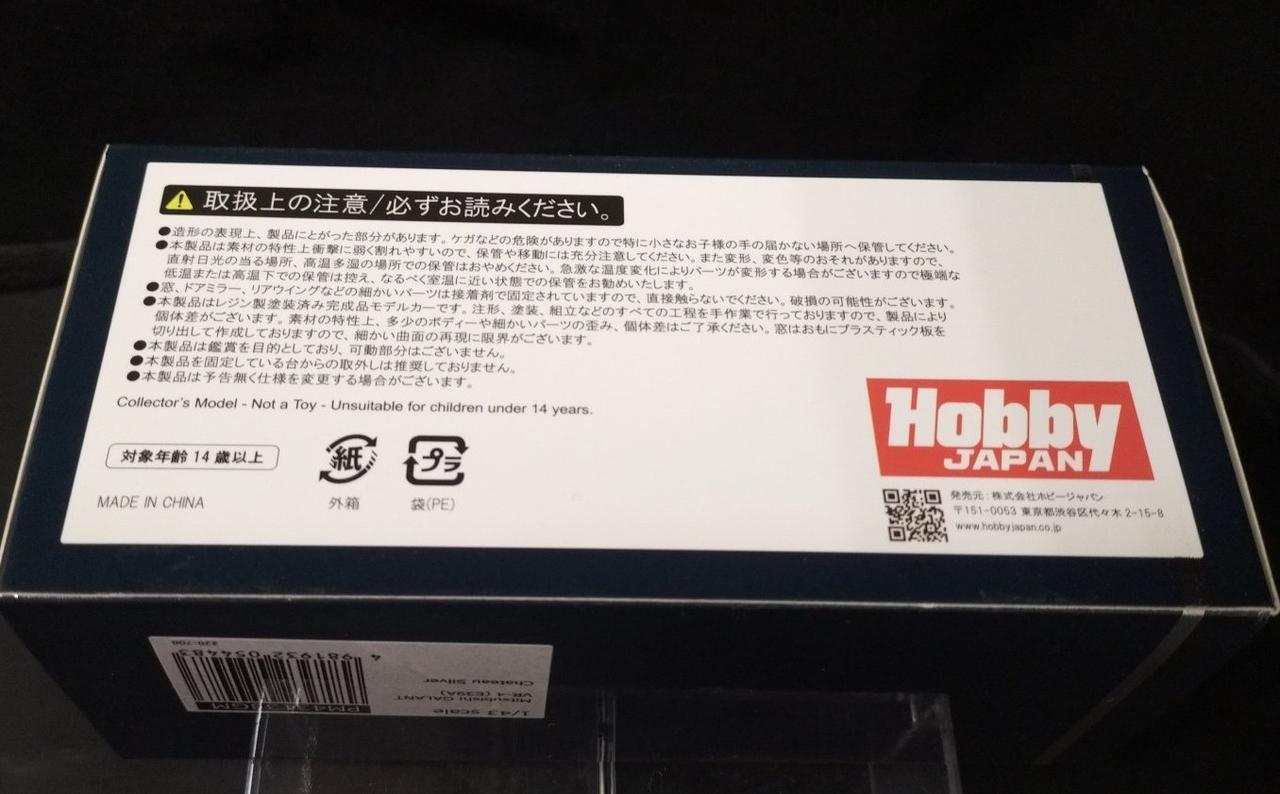 取扱上の注意/必ずお読みください。
●造形の表現上、製品にとがった部分があります。ケガなどの危険がありますので特に小さなお子様の手の届かない場所へ保管してください。
●本製品は素材の特性上衝撃に弱く割れやすいので、保管や移動には充分注意してください。また変形、変色等のおそれがありますので、
直射日光の当る場所、高温多湿の場所での保管はおやめください。急激な温度変化によりパーツが変形する場合がございますので極端な
低温または高温下での保管は控え、なるべく室温に近い状態での保管をお勧めいたします。
●窓、ドアミラー、リアウイングなどの細かいパーツは接着剤で固定されていますので、直接触らないでください。破損の可能性がございます。
●本製品はレジン製塗装済み完成品モデルカーです。注形、塗装、組立などのすべての工程を手作業で行っておりますので、製品により
個体差がございます。素材の特性上、多少のボディーや細かいパーツの歪み、個体差はご了承ください。窓はおもにプラスティック板を
切り出して作成しておりますので、細かい曲面の再現に限界がございます。
●本製品は鑑賞を目的としており、可動部分はございません。
●本製品を固定している台からの取外しは推奨しておりません。
●本製品は予告無く仕様を変更する場合がございます。
Collector's Model - Not a Toy - Unsuitable for children under 14 years.
対象年齢14歳以上
紙
外箱
プラ
袋(PE)
MADE IN CHINA
Hobby
JAPAN
発売元:株式会社ホビージャパン
〒151-0053 東京都渋谷区代々木2-15-8
www.hobbyjapan.co.jp
1/43 scale
Mitsubishi GALANT
VR-4 (E39A)
Chateau Silver
4 981932 054483